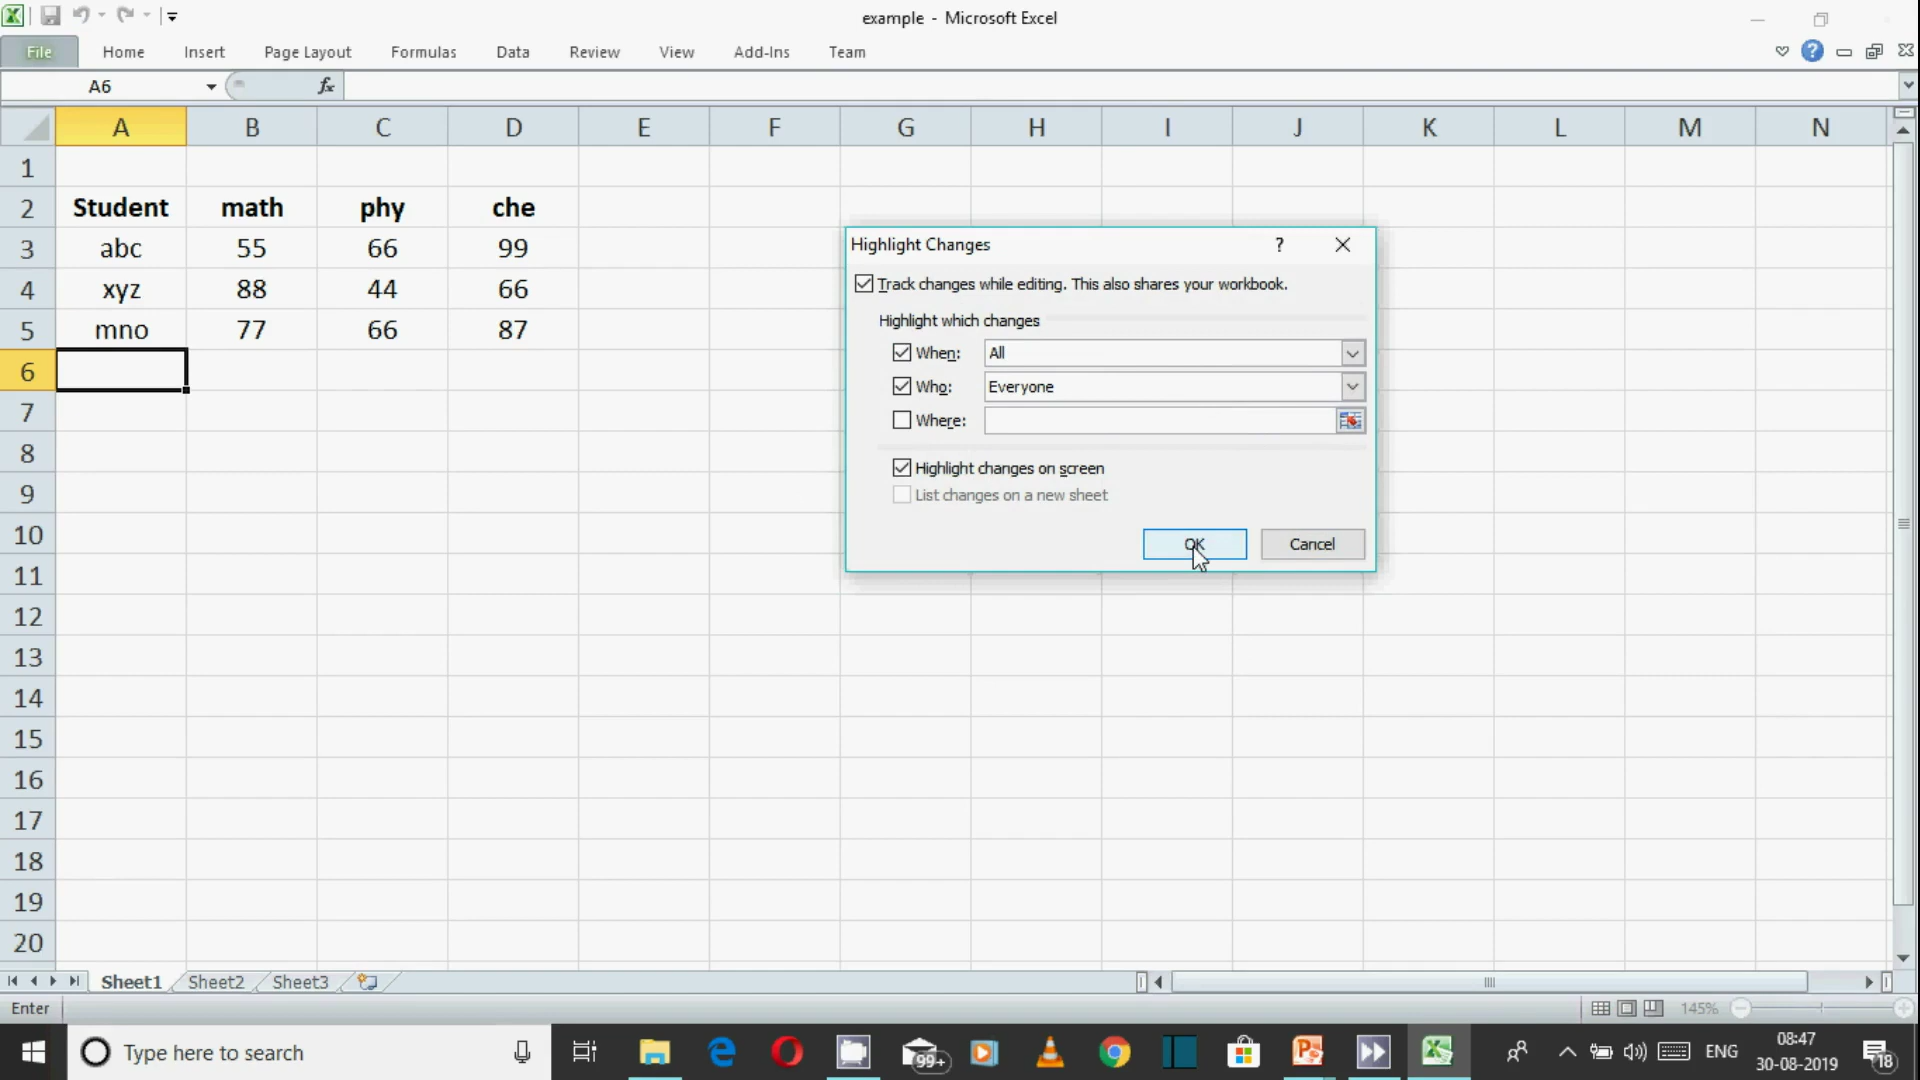 example - Microsoft Excel
File Home Insert Page Layout Formulas Data Review View Add-Ins Team
A6 fx
A B C D E F G H I J K L M N
1
2 Student math phy che
3 abc 55 66 99
4 xyz 88 44 66
5 mno 77 66 87
6
7
8
9
10
11
12
13
14
15
16
17
18
19
20
Highlight Changes ?
Track changes while editing. This also shares your workbook.
Highlight which changes
When: All
Who: Everyone
Where:
Highlight changes on screen
List changes on a new sheet
OK Cancel
Sheet1 Sheet2 Sheet3
Enter 145%
Type here to search 99+ ENG 08:47
30-08-2019 18